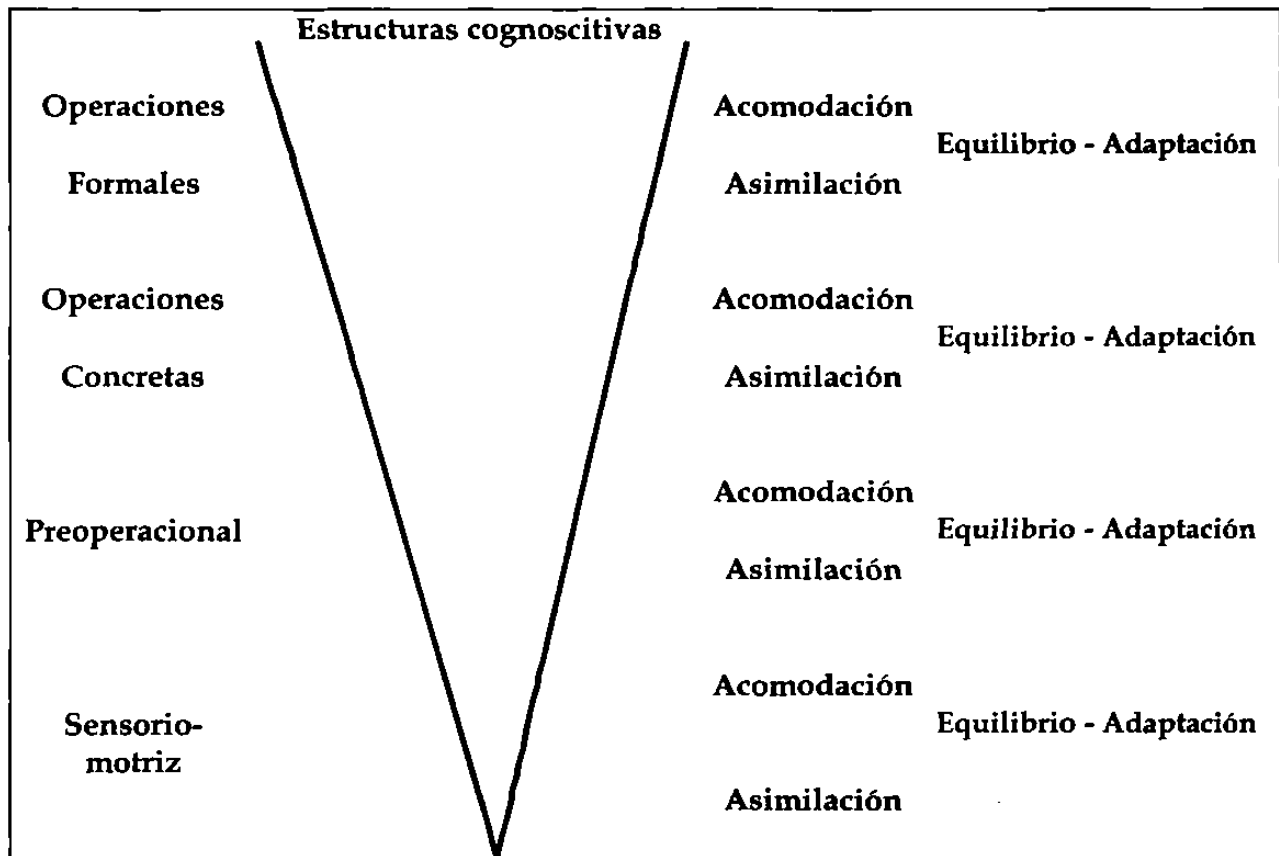 Estructuras cognoscitivas
Operaciones
Acomodación
Equilibrio - Adaptación
Formales
Asimilación
Operaciones
Acomodación
Equilibrio - Adaptación
Concretas
Asimilación
Acomodación
Preoperacional
Equilibrio - Adaptación
Asimilación
Acomodación
Sensorio-
motriz
Equilibrio - Adaptación
Asimilación